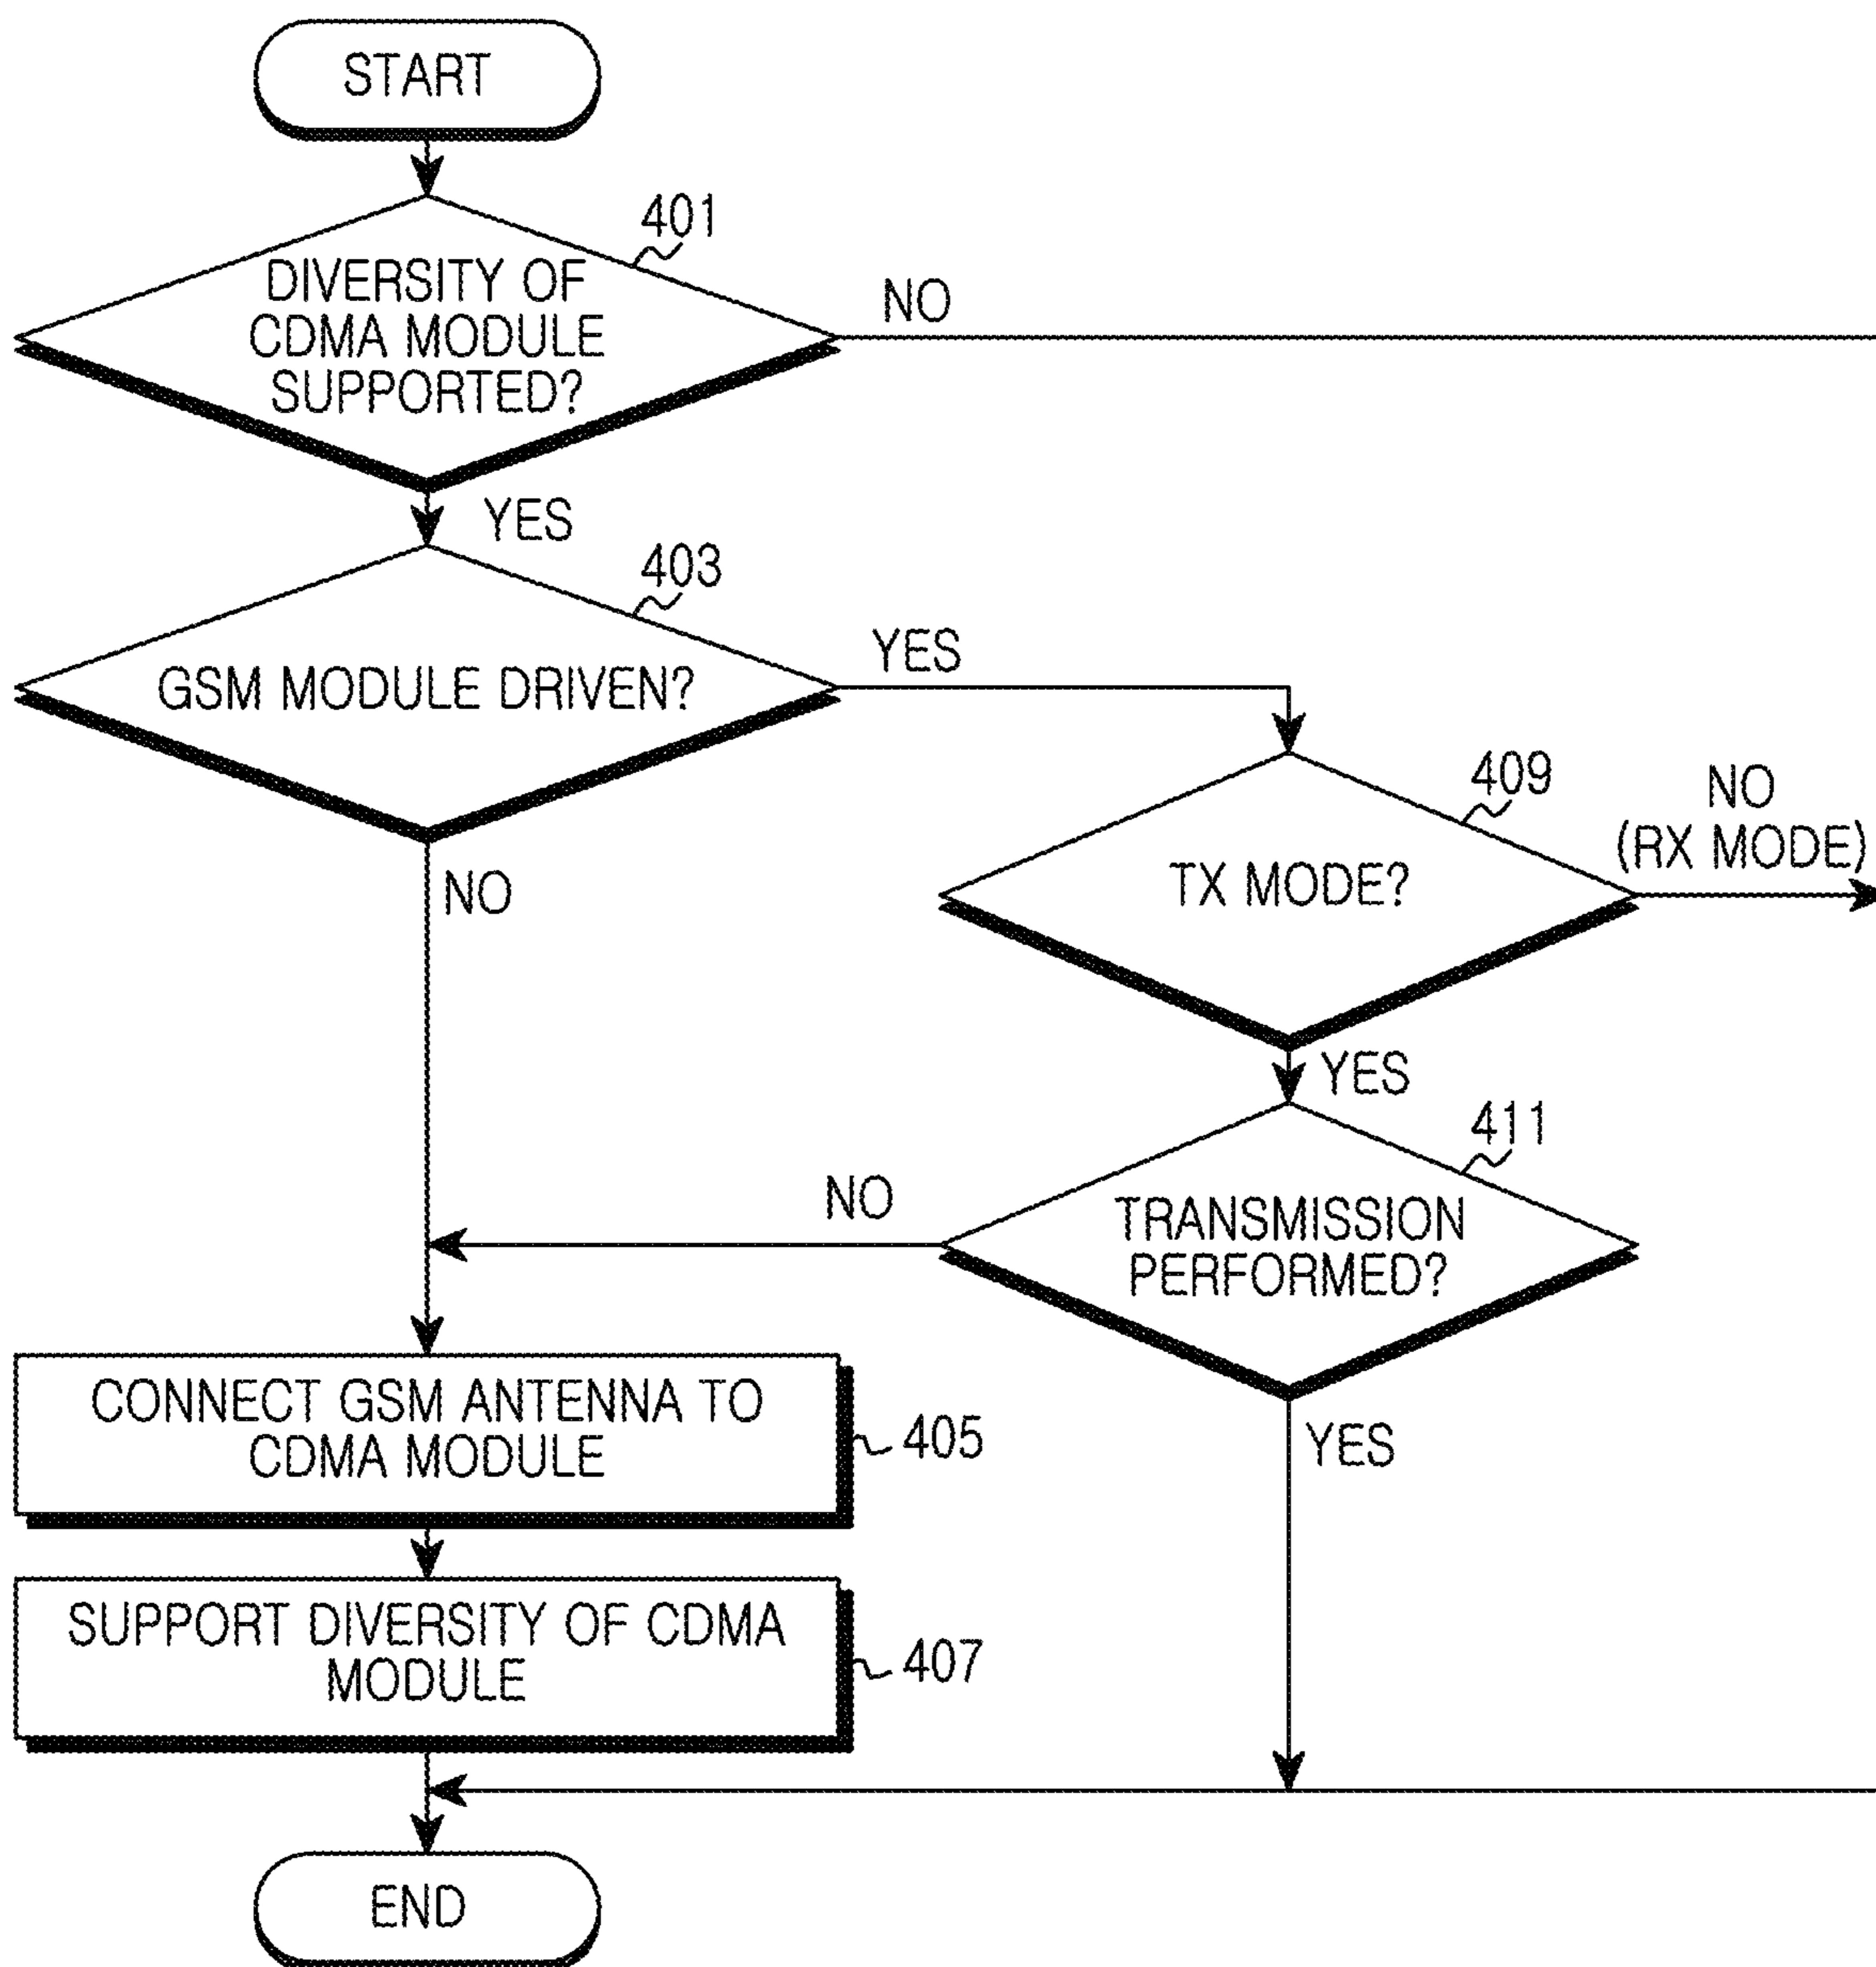 START
401
DIVERSITY OF
CDMA MODULE
SUPPORTED?
NO
YES
403
GSM MODULE DRIVEN?
YES
NO
409
TX MODE?
NO
(RX MODE)
YES
411
TRANSMISSION
PERFORMED?
NO
YES
CONNECT GSM ANTENNA TO
CDMA MODULE
405
SUPPORT DIVERSITY OF CDMA
MODULE
407
END